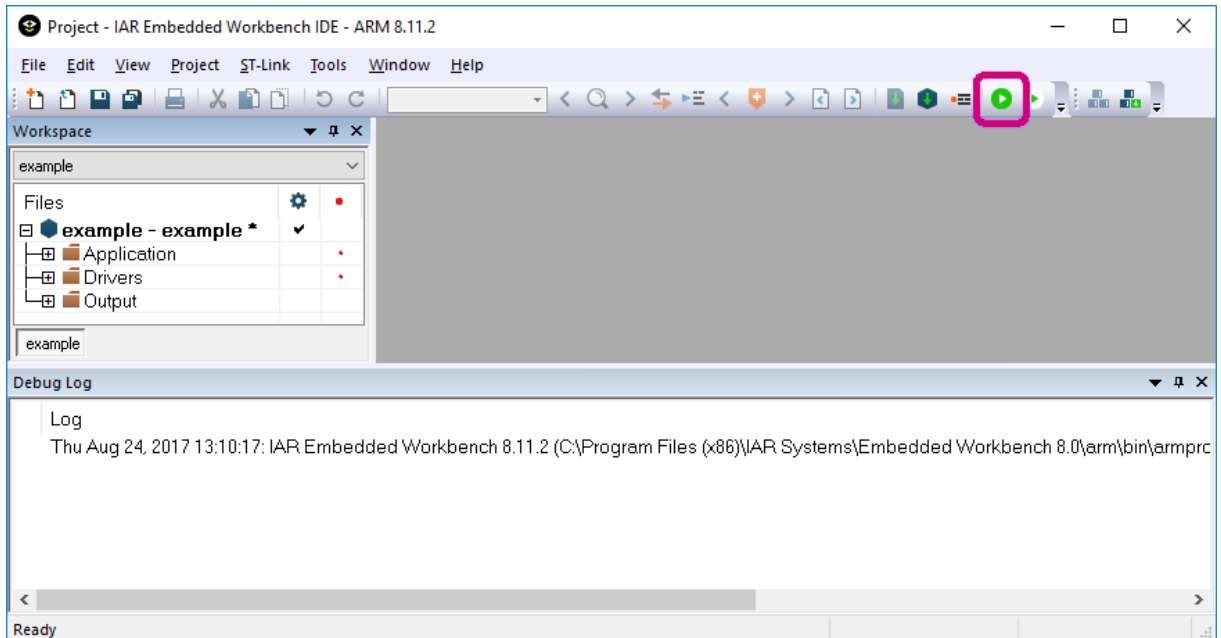 Project - IAR Embedded Workbench IDE - ARM 8.11.2
File Edit View Project ST-Link Tools Window Help
Workspace
example
Files
example - example *
Application
Drivers
Output
example
Debug Log
Log
Thu Aug 24, 2017 13:10:17: IAR Embedded Workbench 8.11.2 (C:\Program Files (x86)\IAR Systems\Embedded Workbench 8.0\arm\bin\armpro
Ready